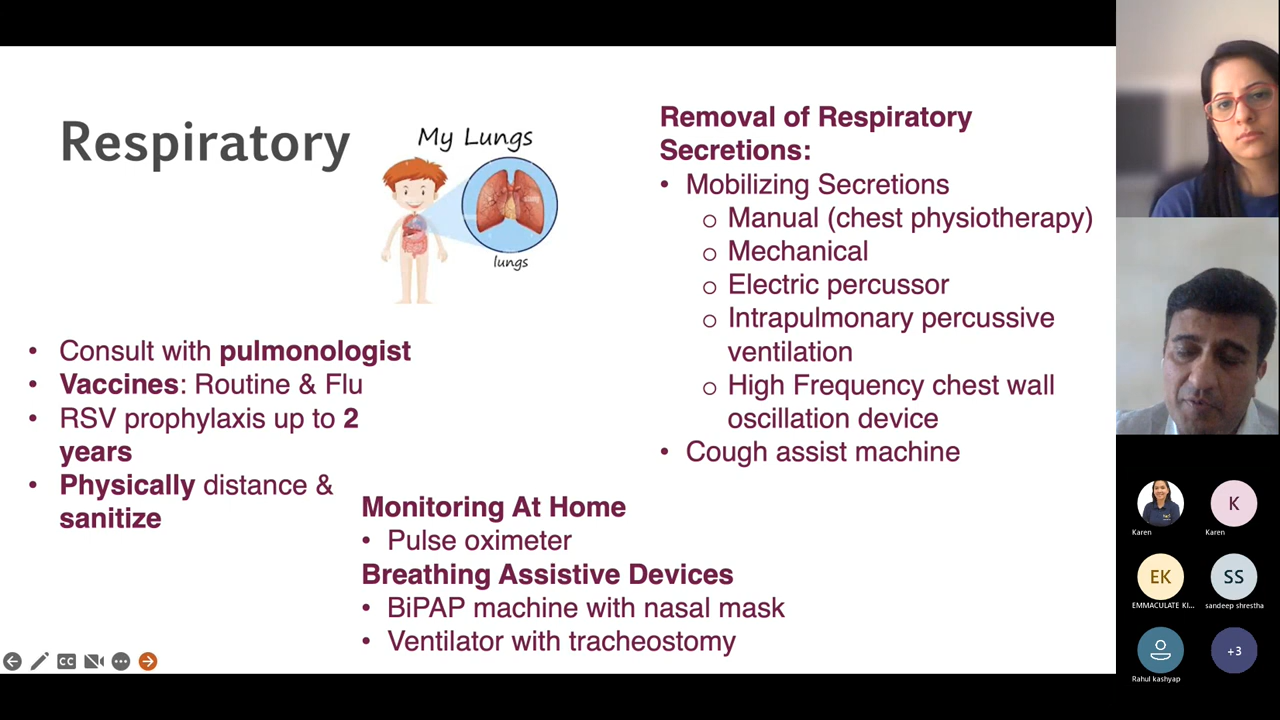 Respiratory
My Lungs
lungs
• Consult with pulmonologist
• Vaccines: Routine & Flu
• RSV prophylaxis up to 2
years
• Physically distance &
sanitize
Removal of Respiratory
Secretions:
• Mobilizing Secretions
o Manual (chest physiotherapy)
o Mechanical
o Electric percussor
o Intrapulmonary percussive
ventilation
o High Frequency chest wall
oscillation device
• Cough assist machine
Monitoring At Home
• Pulse oximeter
Breathing Assistive Devices
• BiPAP machine with nasal mask
• Ventilator with tracheostomy
CC
K
Karen
Karen
EK
SS
EMMACULATE KI...
sandeep shrestha
+3
Rahul kashyap